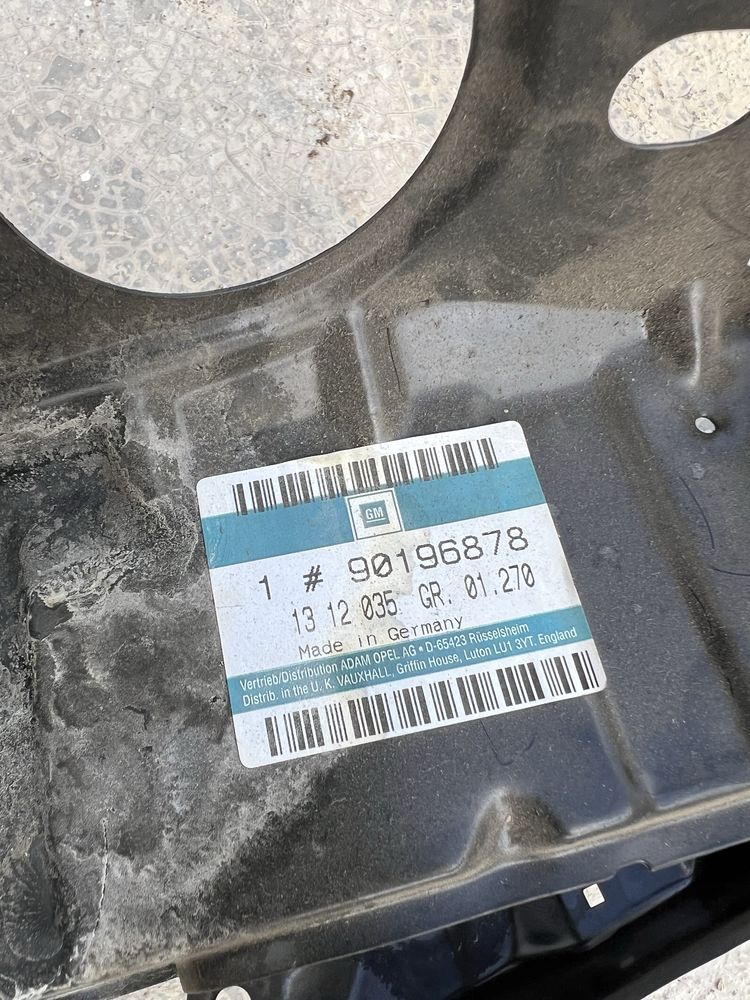 GM
1 # 90196878
13 12 035 GR. 01.270
Made in Germany
Vertrieb/Distribution ADAM OPEL AG • D-65423 Rüsselsheim
Distrib. in the U. K. VAUXHALL, Griffin House, Luton LU1 3YT. England